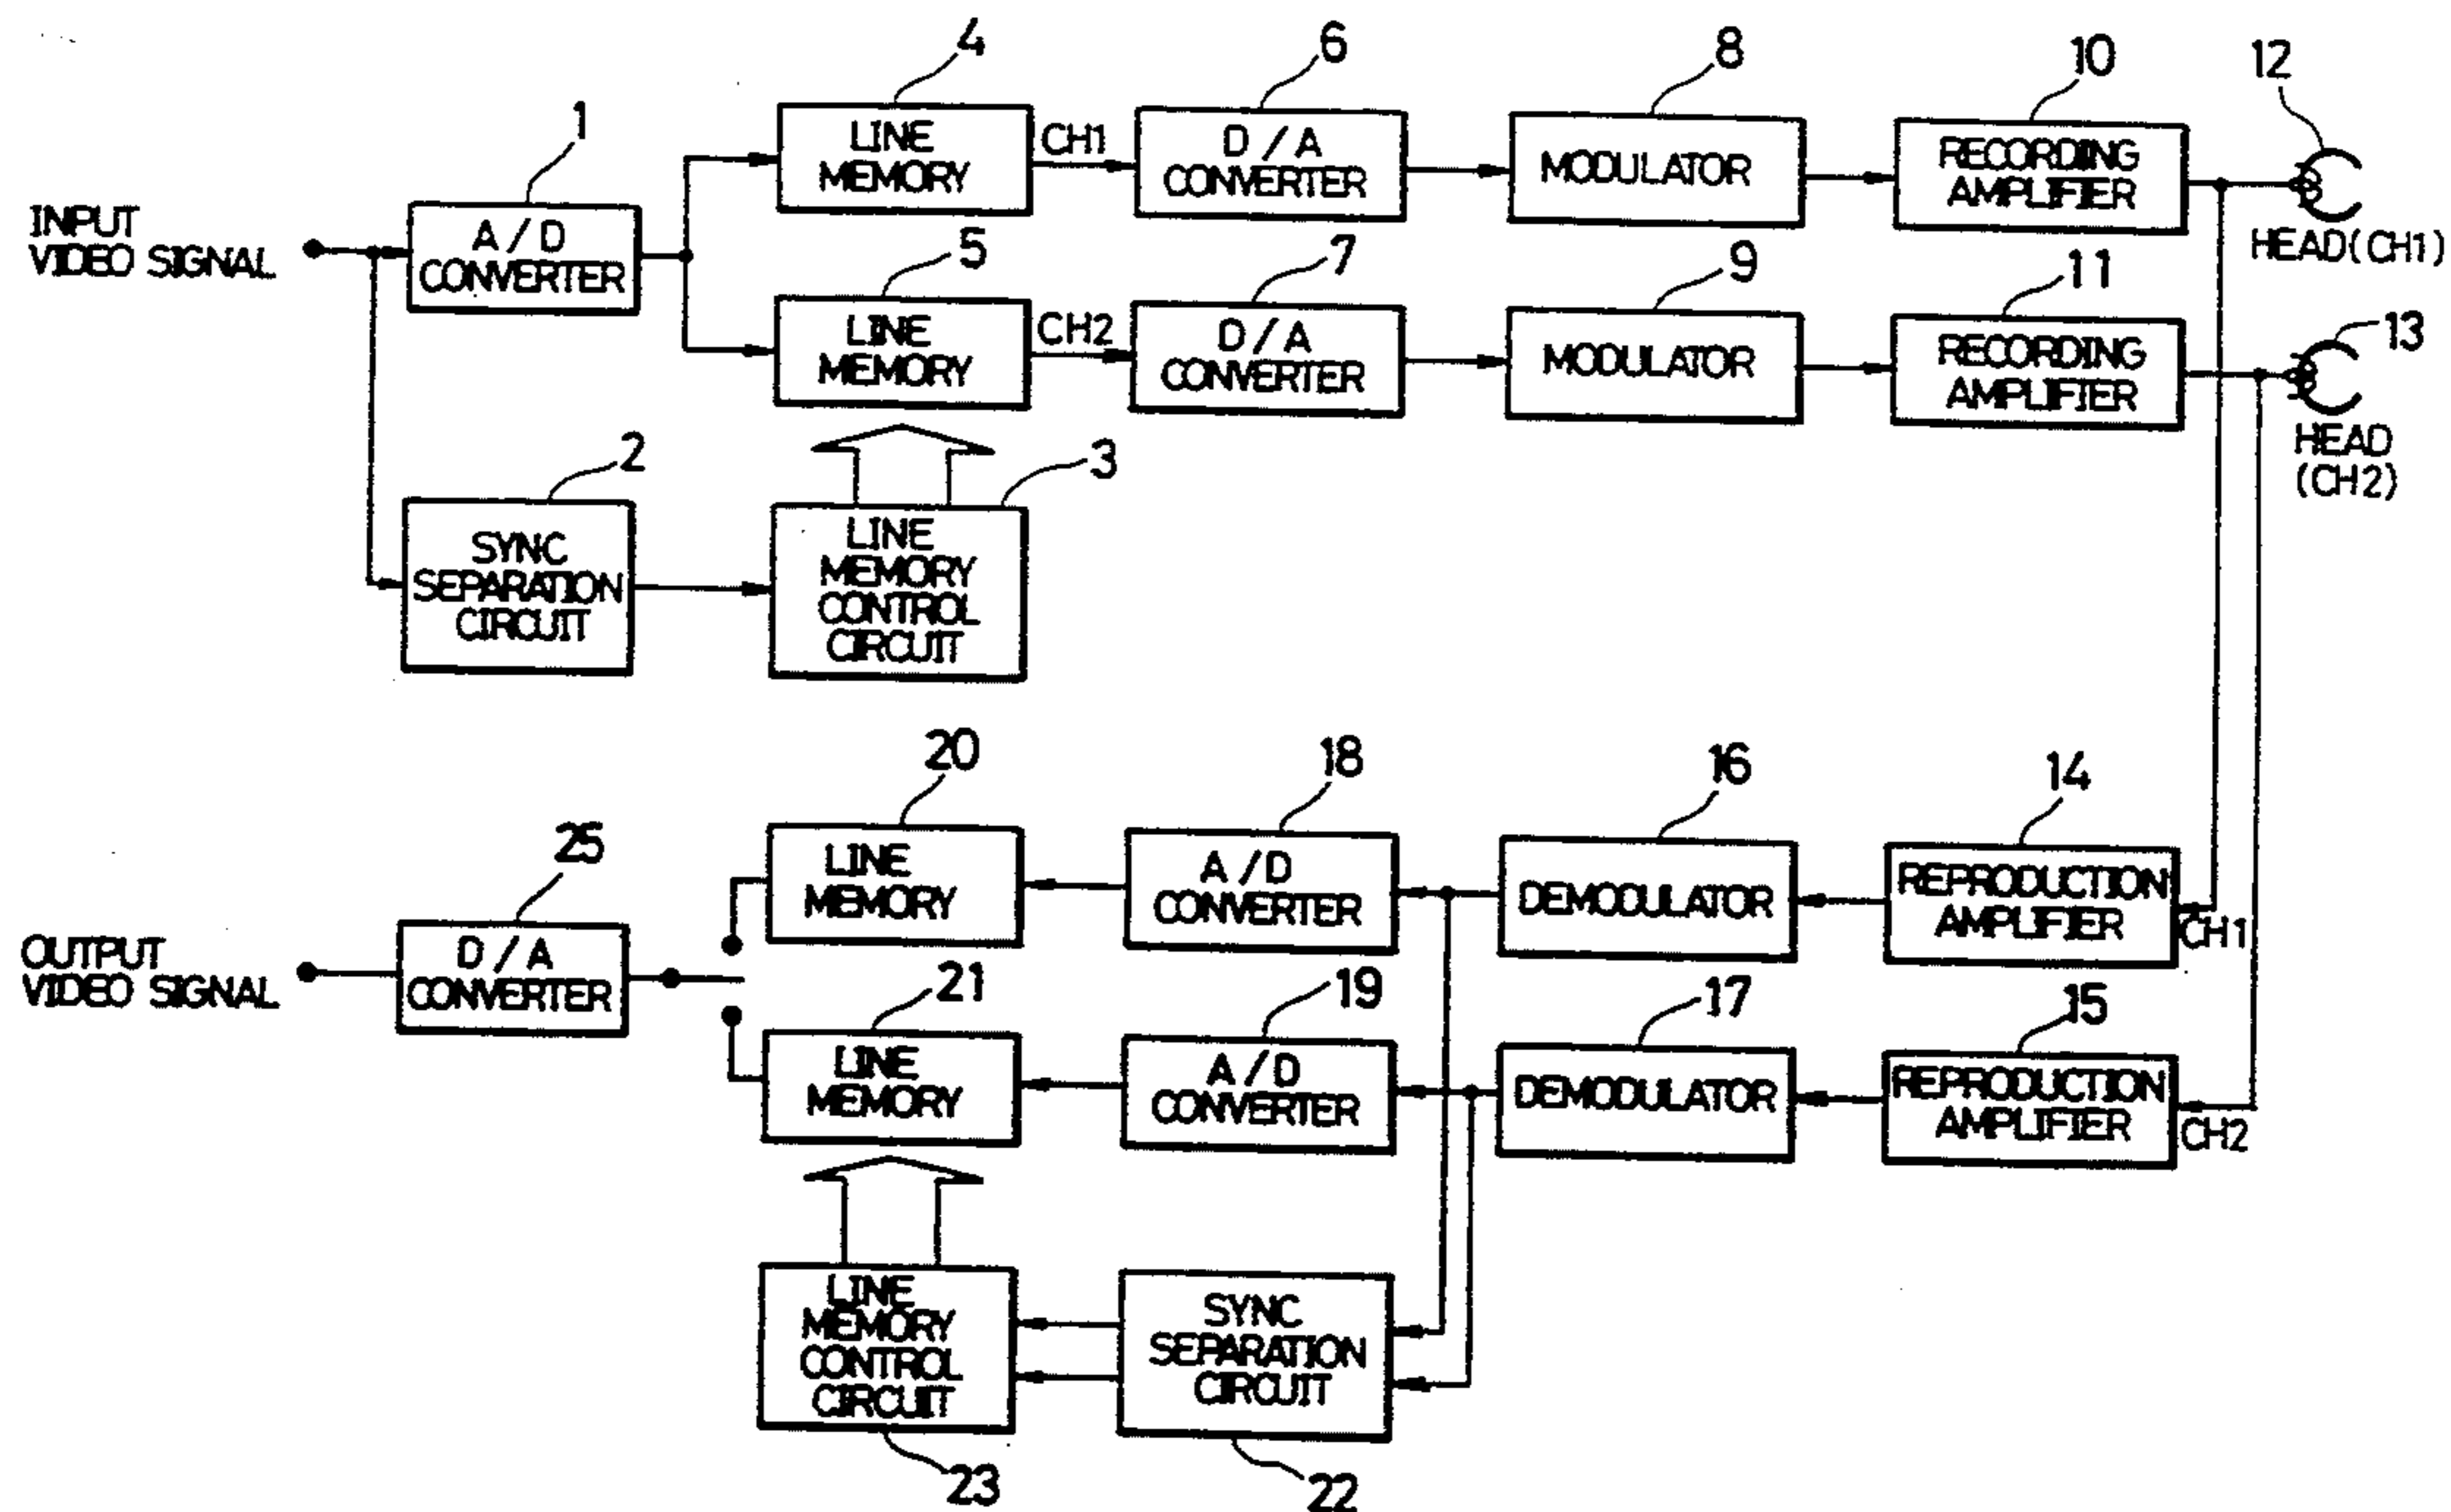 4
6
8
10
12
1
LINE
MEMORY
CH1
D/A
CONVERTER
MODULATOR
RECORDING
AMPLIFIER
HEAD(CH1)
INPUT
VIDEO SIGNAL
A/D
CONVERTER
5
7
9
11
13
LINE
MEMORY
CH2
D/A
CONVERTER
MODULATOR
RECORDING
AMPLIFIER
HEAD
(CH2)
2
3
SYNC
SEPARATION
CIRCUIT
LINE
MEMORY
CONTROL
CIRCUIT
20
18
16
14
25
LINE
MEMORY
A/D
CONVERTER
DEMODULATOR
REPRODUCTION
AMPLIFIER
CH1
OUTPUT
VIDEO SIGNAL
D/A
CONVERTER
21
19
17
15
LINE
MEMORY
A/D
CONVERTER
DEMODULATOR
REPRODUCTION
AMPLIFIER
CH2
LINE
MEMORY
CONTROL
CIRCUIT
SYNC
SEPARATION
CIRCUIT
23
22